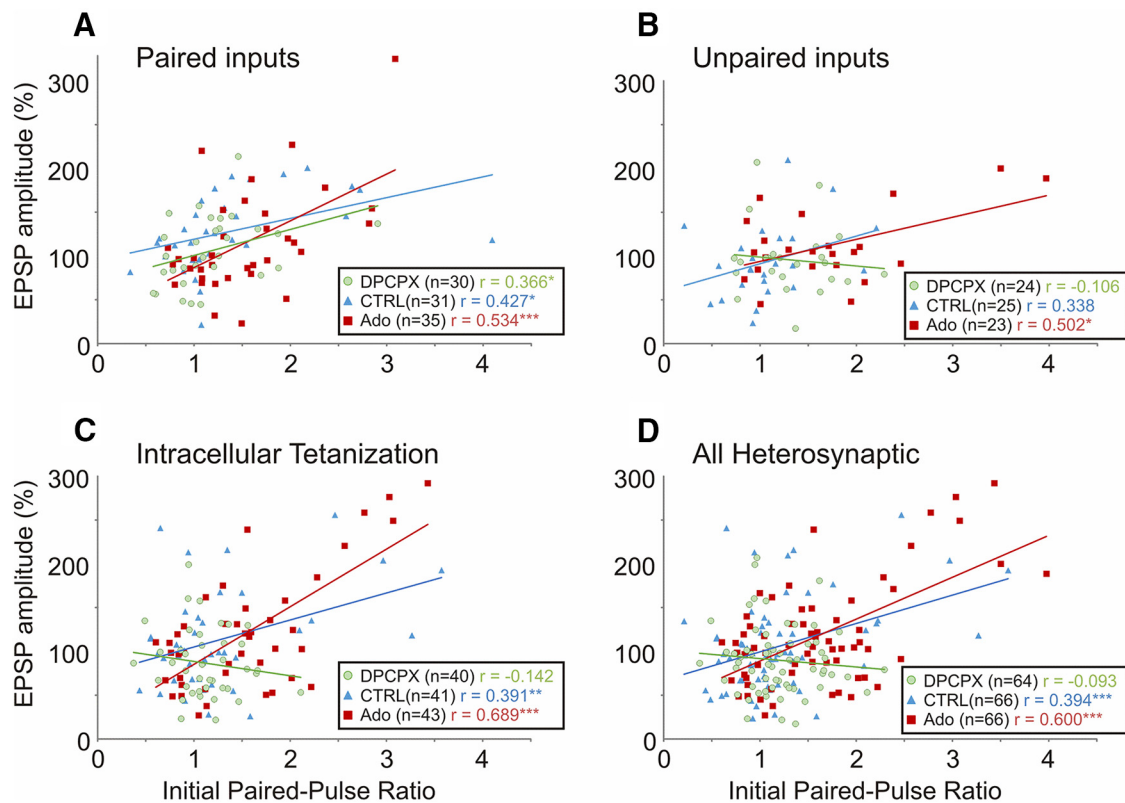 A
Paired inputs
EPSP amplitude (%)
300
200
100
0
0 1 2 3 4
DPCPX (n=30) r = 0.366*
CTRL(n=31) r = 0.427*
Ado (n=35) r = 0.534***
B
Unpaired inputs
300
200
100
0
0 1 2 3 4
DPCPX (n=24) r = -0.106
CTRL(n=25) r = 0.338
Ado (n=23) r = 0.502*
C
Intracellular Tetanization
EPSP amplitude (%)
300
200
100
0
0 1 2 3 4
DPCPX (n=40) r = -0.142
CTRL(n=41) r = 0.391**
Ado (n=43) r = 0.689***
Initial Paired-Pulse Ratio
D
All Heterosynaptic
300
200
100
0
0 1 2 3 4
DPCPX (n=64) r = -0.093
CTRL(n=66) r = 0.394***
Ado (n=66) r = 0.600***
Initial Paired-Pulse Ratio